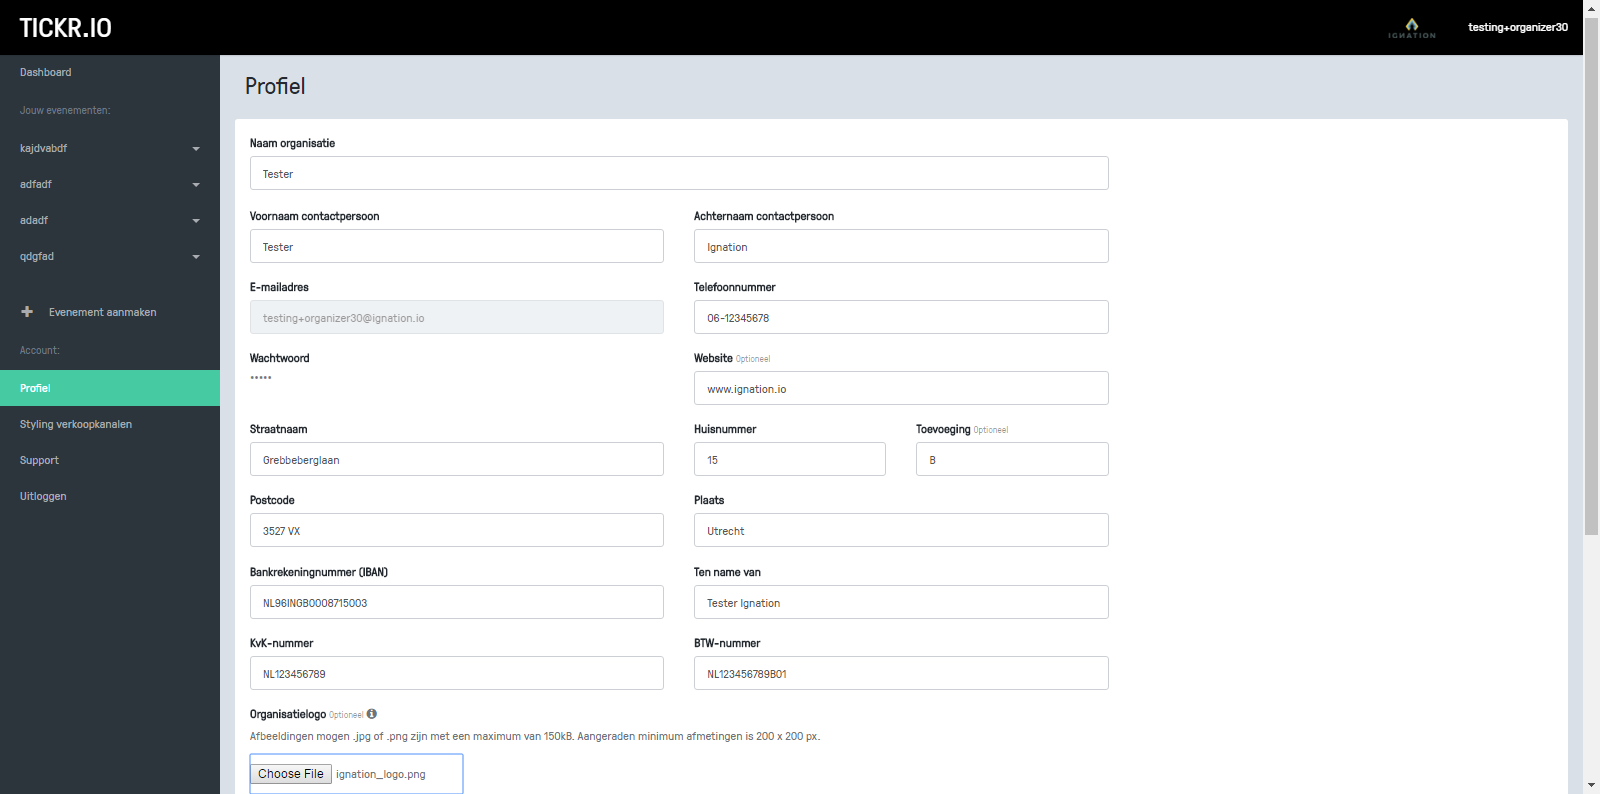 TICKR.IO
IGNATION
testing+organizer30
Dashboard
Jouw evenementen:
kajdvabdf
adfadf
adadf
qdgfad
Evenement aanmaken
Account:
Profiel
Styling verkoopkanalen
Support
Uitloggen
Profiel
Naam organisatie
Tester
Voornaam contactpersoon
Achternaam contactpersoon
Tester
Ignation
E-mailadres
Telefoonnummer
testing+organizer30@ignation.io
06-12345678
Wachtwoord
Website Optioneel
•••••
www.ignation.io
Straatnaam
Huisnummer
Toevoeging Optioneel
Grebbeberglaan
15
B
Postcode
Plaats
3527 VX
Utrecht
Bankrekeningnummer (IBAN)
Ten name van
NL96INGB0008715003
Tester Ignation
KvK-nummer
BTW-nummer
NL123456789
NL123456789B01
Organisatielogo Optioneel
Afbeeldingen mogen .jpg of .png zijn met een maximum van 150kB. Aangeraden minimum afmetingen is 200 x 200 px.
Choose File ignation_logo.png